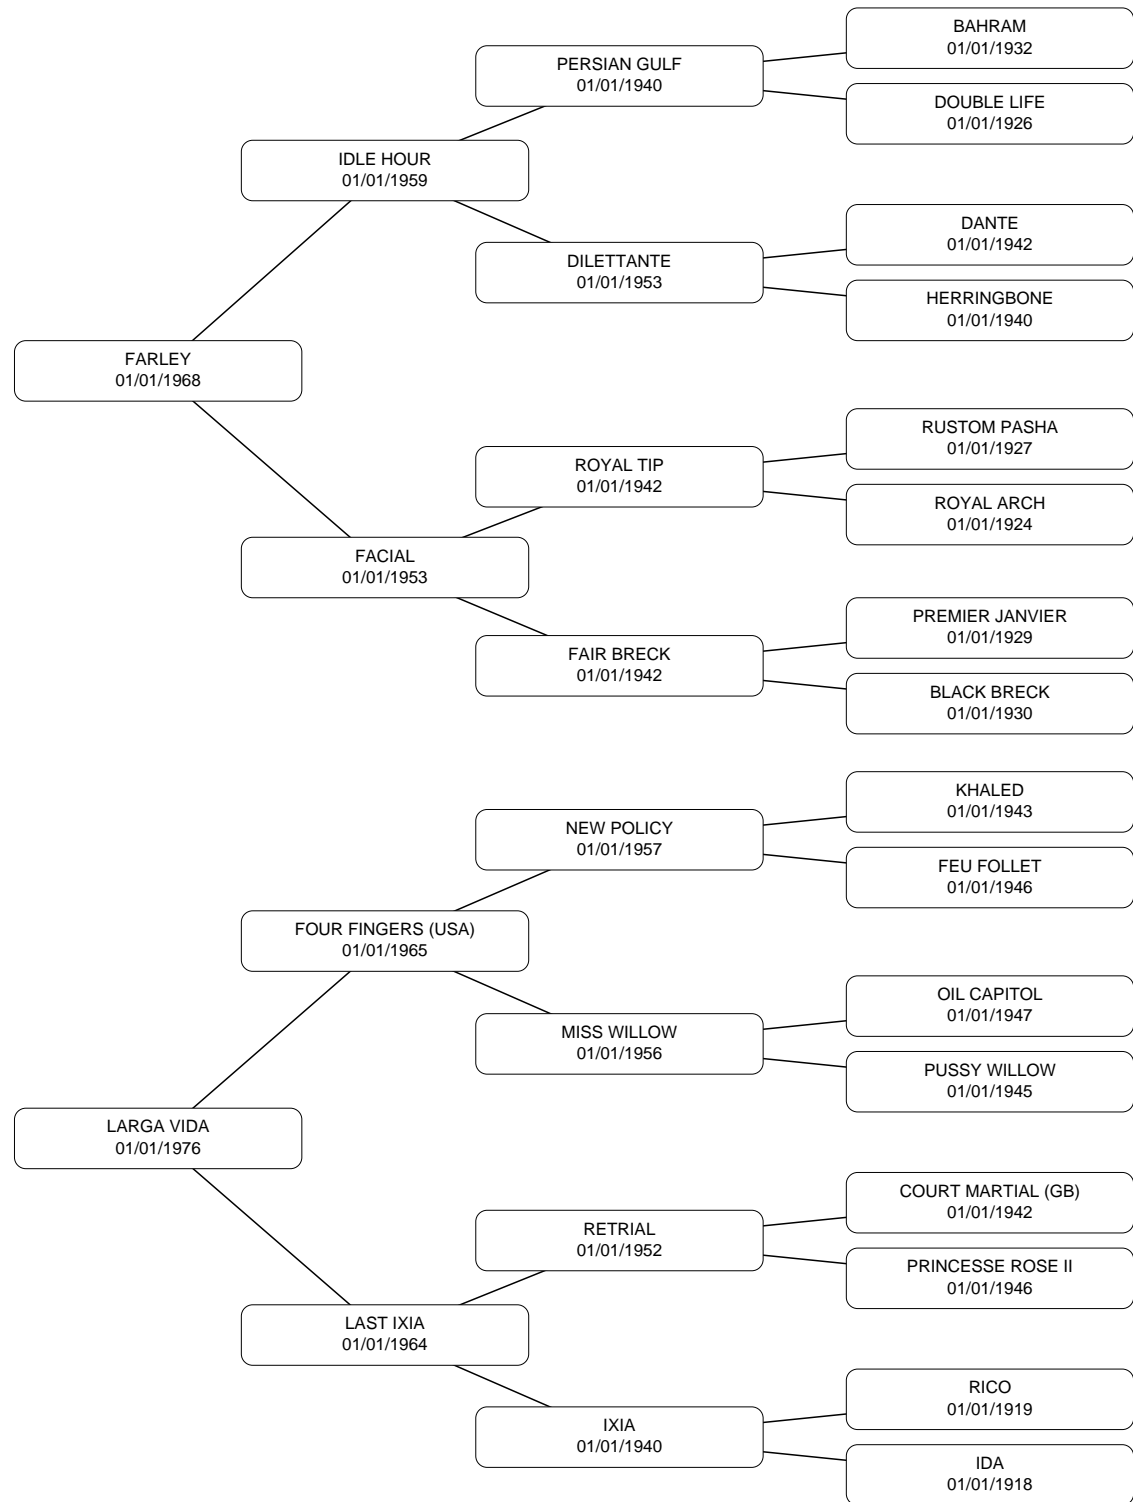 BAHRAM
01/01/1932
PERSIAN GULF
01/01/1940
DOUBLE LIFE
01/01/1926
IDLE HOUR
01/01/1959
DANTE
01/01/1942
DILETTANTE
01/01/1953
HERRINGBONE
01/01/1940
FARLEY
01/01/1968
RUSTOM PASHA
01/01/1927
ROYAL TIP
01/01/1942
ROYAL ARCH
01/01/1924
FACIAL
01/01/1953
PREMIER JANVIER
01/01/1929
FAIR BRECK
01/01/1942
BLACK BRECK
01/01/1930
KHALED
01/01/1943
NEW POLICY
01/01/1957
FEU FOLLET
01/01/1946
FOUR FINGERS (USA)
01/01/1965
OIL CAPITOL
01/01/1947
MISS WILLOW
01/01/1956
PUSSY WILLOW
01/01/1945
LARGA VIDA
01/01/1976
COURT MARTIAL (GB)
01/01/1942
RETRIAL
01/01/1952
PRINCESSE ROSE II
01/01/1946
LAST IXIA
01/01/1964
RICO
01/01/1919
IXIA
01/01/1940
IDA
01/01/1918